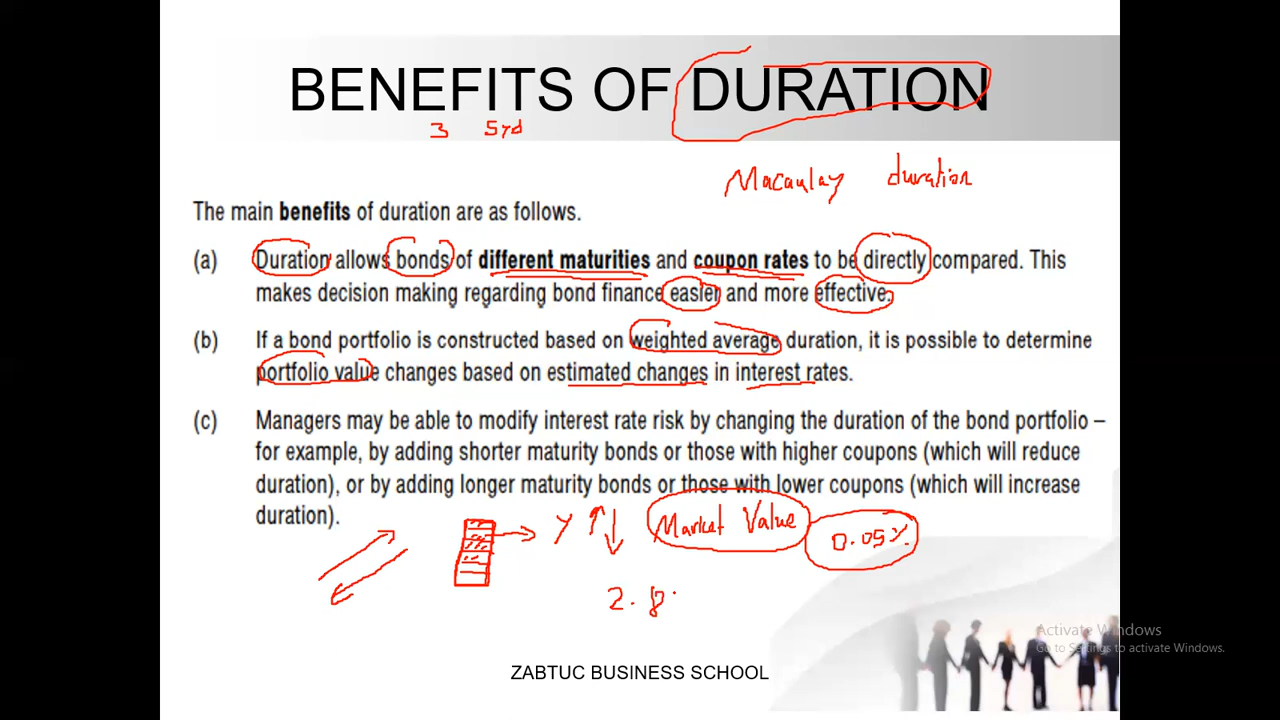 BENEFITS OF DURATION
3 5yd
Macaulay duration
The main benefits of duration are as follows.
(a) Duration allows bonds of different maturities and coupon rates to be directly compared. This
makes decision making regarding bond finance easier and more effective.
(b) If a bond portfolio is constructed based on weighted average duration, it is possible to determine
portfolio value changes based on estimated changes in interest rates.
(c) Managers may be able to modify interest rate risk by changing the duration of the bond portfolio –
for example, by adding shorter maturity bonds or those with higher coupons (which will reduce
duration), or by adding longer maturity bonds or those with lower coupons (which will increase
duration).
Y Market Value 0.05%
2.8
Activate Windows
Go to Settings to activate Windows.
ZABTUC BUSINESS SCHOOL